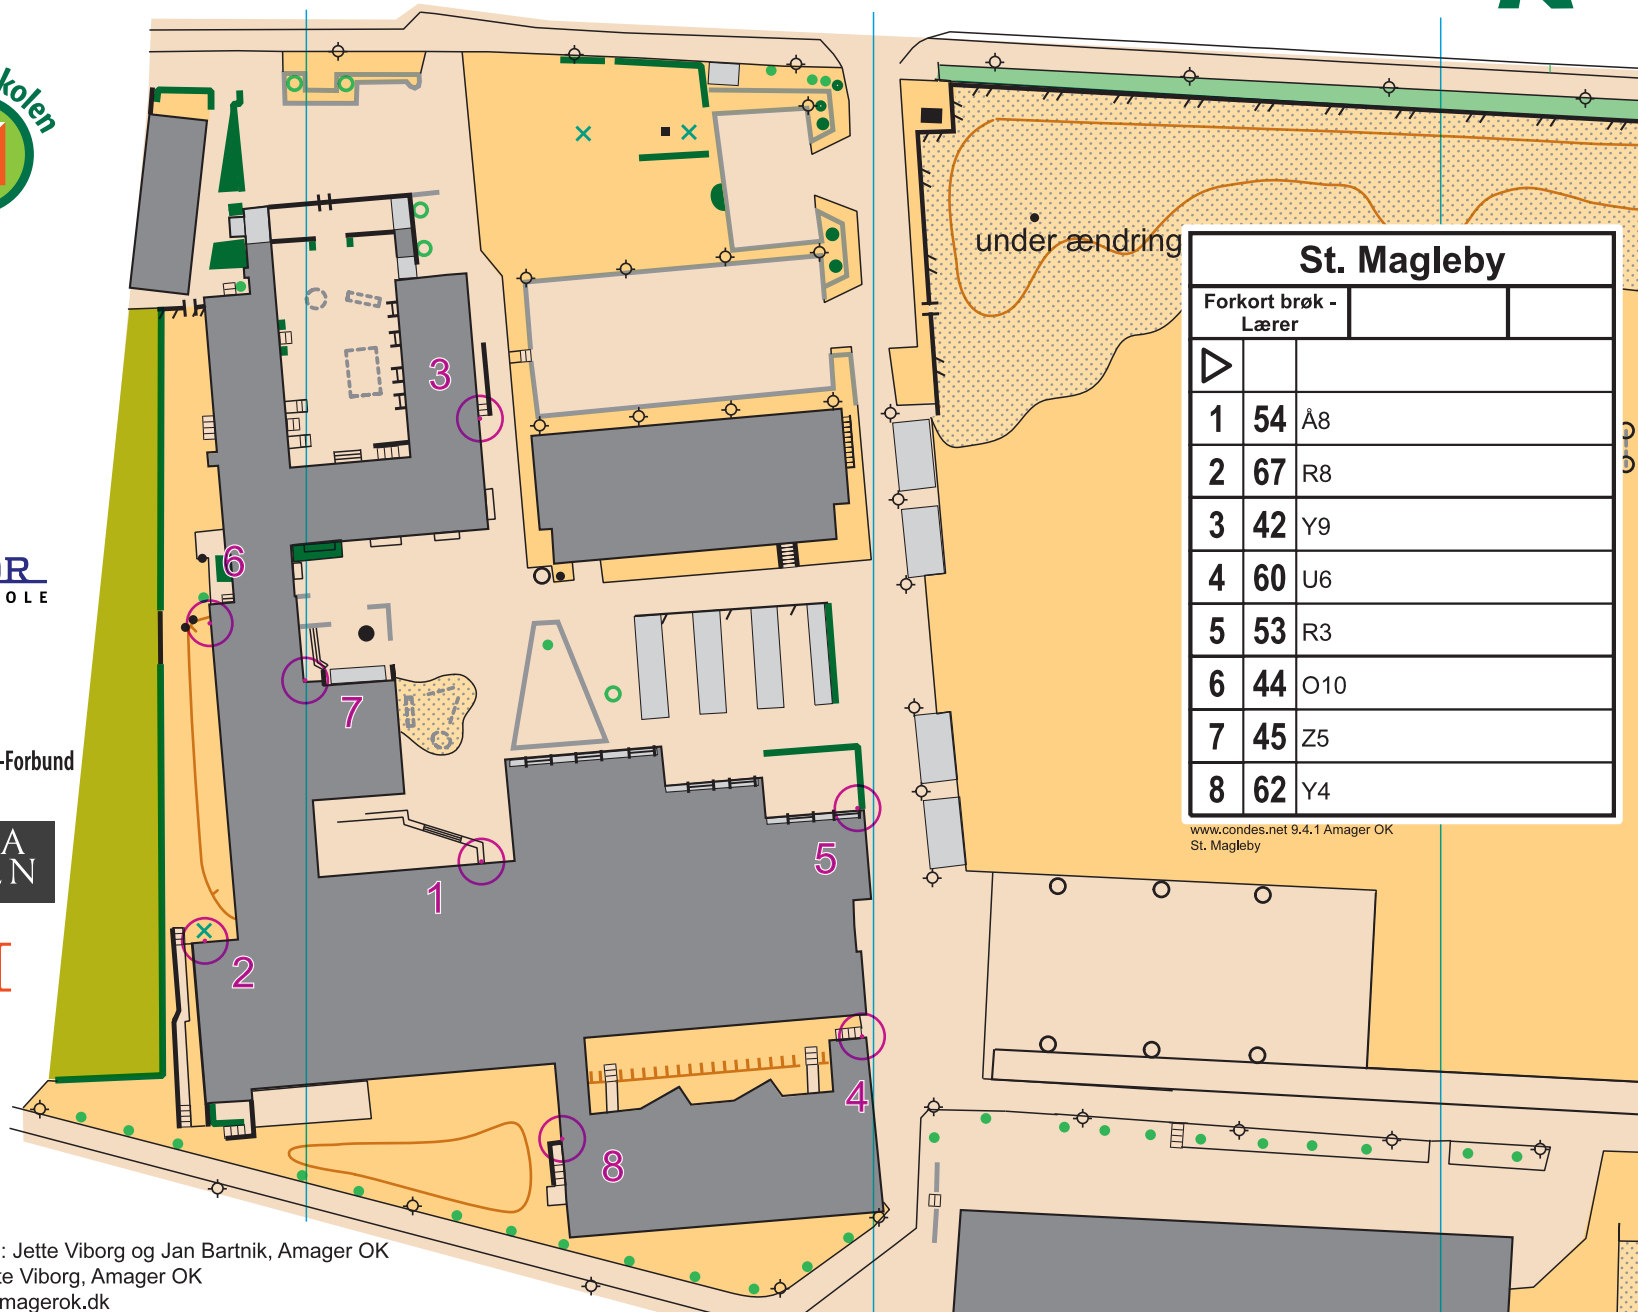 kolen
OR
OLE
-Forbund
A
EN
under ændring
St. Magleby
Forkort brøk -
Lærer
1 54 Å8
2 67 R8
3 42 Y9
4 60 U6
5 53 R3
6 44 O10
7 45 Z5
8 62 Y4
www.condes.net 9.4.1 Amager OK
St. Magleby
3
6
7
1
5
2
4
8
: Jette Viborg og Jan Bartnik, Amager OK
te Viborg, Amager OK
magerok.dk